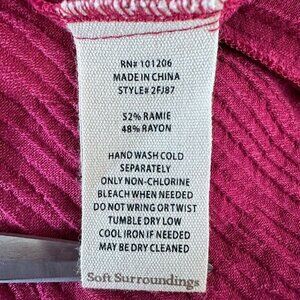 RN# 101206
MADE IN CHINA
STYLE# 2FJ87
52% RAMIE
48% RAYON
HAND WASH COLD
SEPARATELY
ONLY NON-CHLORINE
BLEACH WHEN NEEDED
DO NOT WRING OR TWIST
TUMBLE DRY LOW
COOL IRON IF NEEDED
MAY BE DRY CLEANED
Soft Surroundings